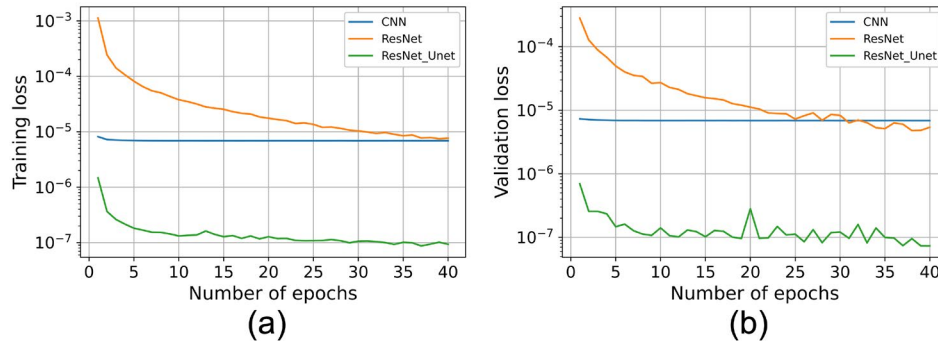 Training loss
10⁻³
10⁻⁴
10⁻⁵
10⁻⁶
10⁻⁷
CNN
ResNet
ResNet_Unet
0 5 10 15 20 25 30 35 40
Number of epochs
(a)
Validation loss
10⁻⁴
10⁻⁵
10⁻⁶
10⁻⁷
CNN
ResNet
ResNet_Unet
0 5 10 15 20 25 30 35 40
Number of epochs
(b)